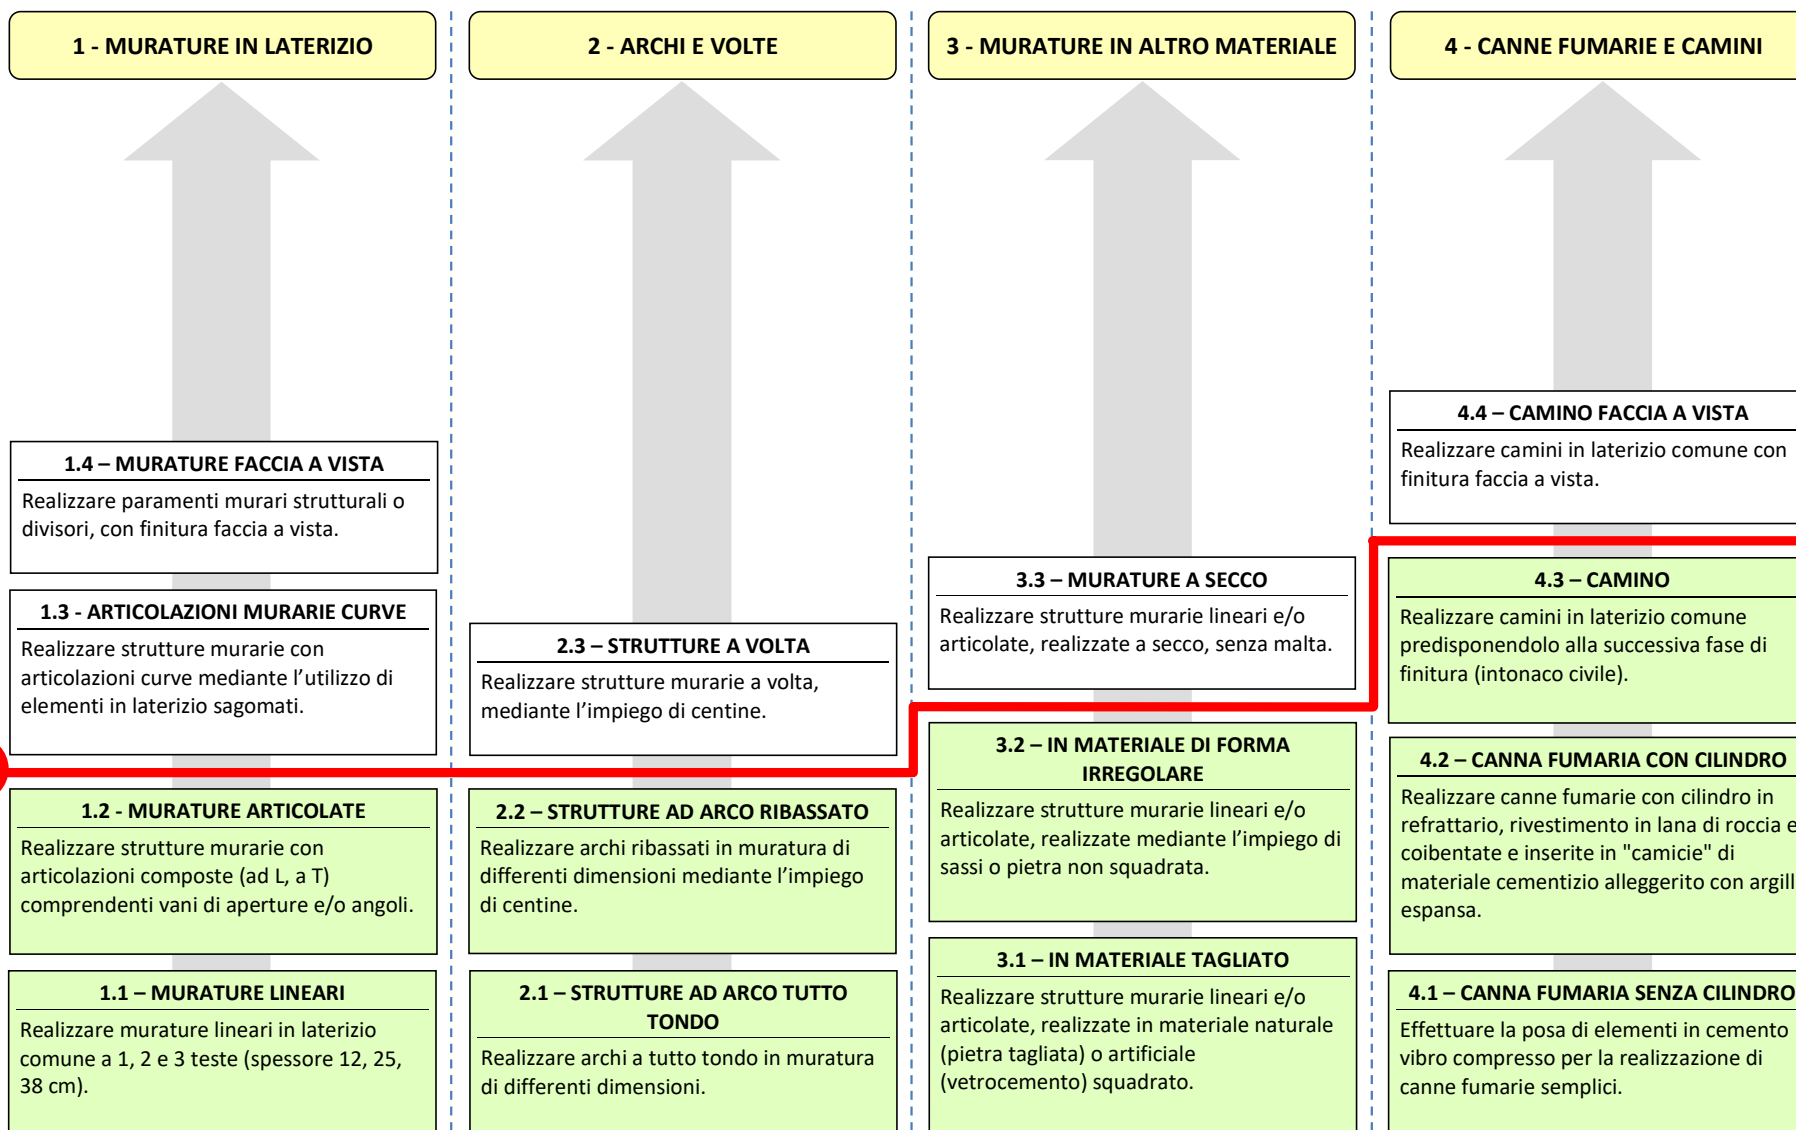 1 - MURATURE IN LATERIZIO
1.4 – MURATURE FACCIA A VISTA
Realizzare paramenti murari strutturali o
divisori, con finitura faccia a vista.
1.3 - ARTICOLAZIONI MURARIE CURVE
Realizzare strutture murarie con
articolazioni curve mediante l’utilizzo di
elementi in laterizio sagomati.
1.2 - MURATURE ARTICOLATE
Realizzare strutture murarie con
articolazioni composte (ad L, a T)
comprendenti vani di aperture e/o angoli.
1.1 – MURATURE LINEARI
Realizzare murature lineari in laterizio
comune a 1, 2 e 3 teste (spessore 12, 25,
38 cm).
2 - ARCHI E VOLTE
2.3 – STRUTTURE A VOLTA
Realizzare strutture murarie a volta,
mediante l’impiego di centine.
2.2 – STRUTTURE AD ARCO RIBASSATO
Realizzare archi ribassati in muratura di
differenti dimensioni mediante l’impiego
di centine.
2.1 – STRUTTURE AD ARCO TUTTO
TONDO
Realizzare archi a tutto tondo in muratura
di differenti dimensioni.
3 - MURATURE IN ALTRO MATERIALE
3.3 – MURATURE A SECCO
Realizzare strutture murarie lineari e/o
articolate, realizzate a secco, senza malta.
3.2 – IN MATERIALE DI FORMA
IRREGOLARE
Realizzare strutture murarie lineari e/o
articolate, realizzate mediante l’impiego di
sassi o pietra non squadrata.
3.1 – IN MATERIALE TAGLIATO
Realizzare strutture murarie lineari e/o
articolate, realizzate in materiale naturale
(pietra tagliata) o artificiale
(vetrocemento) squadrato.
4 - CANNE FUMARIE E CAMINI
4.4 – CAMINO FACCIA A VISTA
Realizzare camini in laterizio comune con
finitura faccia a vista.
4.3 – CAMINO
Realizzare camini in laterizio comune
predisponendolo alla successiva fase di
finitura (intonaco civile).
4.2 – CANNA FUMARIA CON CILINDRO
Realizzare canne fumarie con cilindro in
refrattario, rivestimento in lana di roccia e
coibentate e inserite in "camicie" di
materiale cementizio alleggerito con argill
espansa.
4.1 – CANNA FUMARIA SENZA CILINDRO
Effettuare la posa di elementi in cemento
vibro compresso per la realizzazione di
canne fumarie semplici.